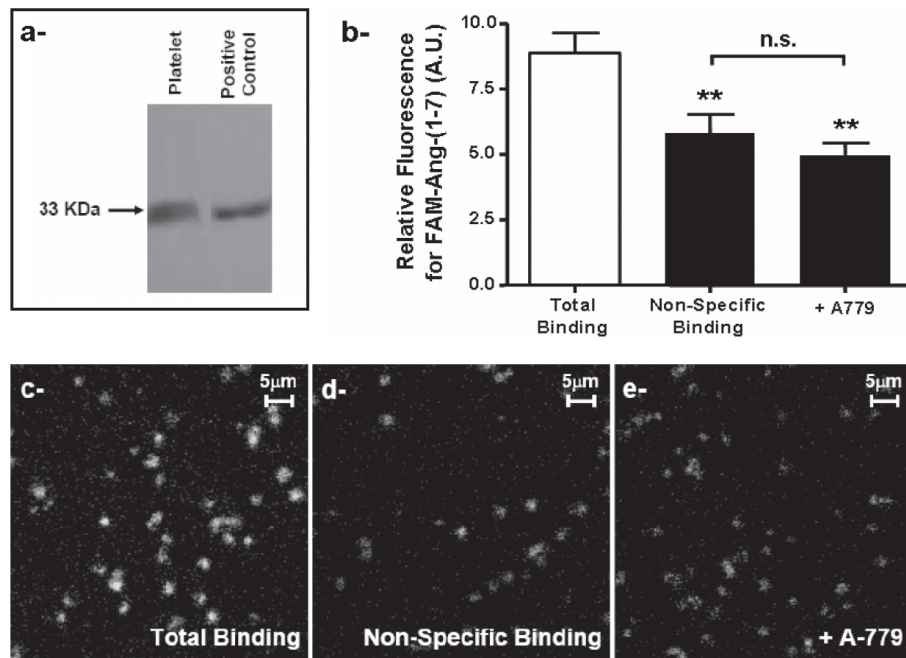 a-
Platelet
Positive
Control
33 KDa
b-
Relative Fluorescence
for FAM-Ang-(1-7) (A.U.)
10.0
7.5
5.0
2.5
0.0
n.s.
**
**
Total
Binding
Non-Specific
Binding
+ A779
c-
5µm
Total Binding
d-
5µm
Non-Specific Binding
e-
5µm
+ A-779